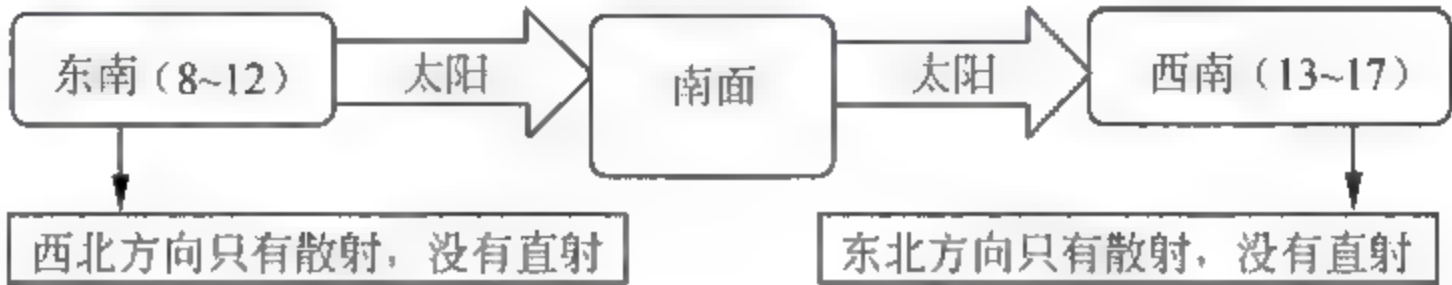 东南（8~12）
太阳
南面
太阳
西南（13~17）
西北方向只有散射，没有直射
东北方向只有散射，没有直射